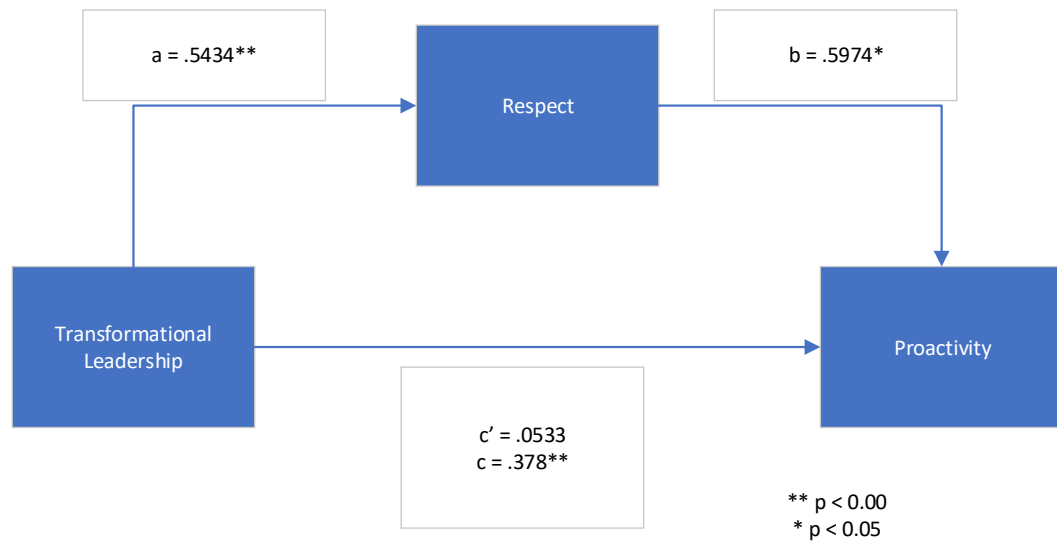 a = .5434**
b = .5974*
Respect
Transformational
Leadership
Proactivity
c’ = .0533
c = .378**
** p < 0.00
* p < 0.05